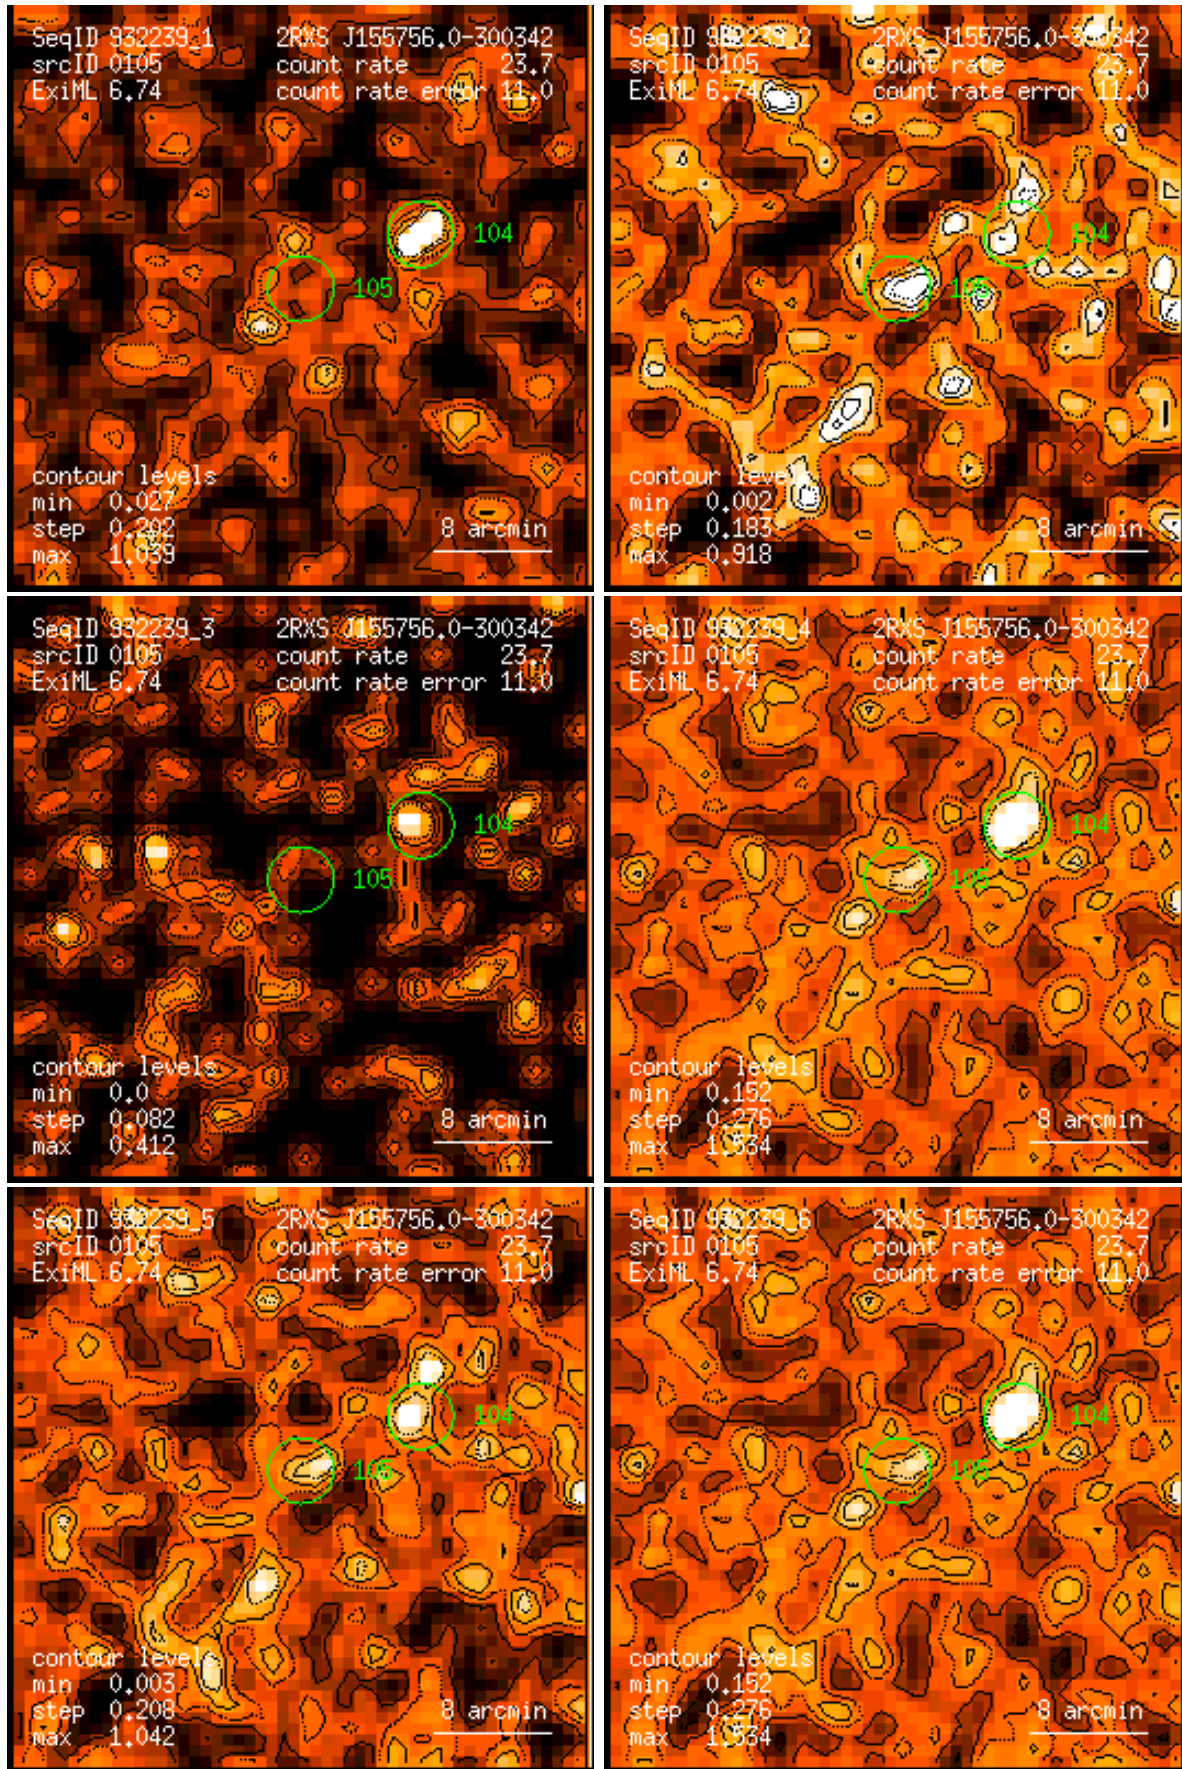 SeqID 932239_1 2RXS J155756.0-300342
srcID 0105 count rate 23.7
ExiML 6.74 count rate error 11.0
104
105
contour levels
min 0.027
step 0.202 8 arcmin
max 1.039
SeqID 932239_2 2RXS J155756.0-300342
srcID 0105 count rate 23.7
ExiML 6.74 count rate error 11.0
104
105
contour levels
min 0.002
step 0.183 8 arcmin
max 0.918
SeqID 932239_3 2RXS J155756.0-300342
srcID 0105 count rate 23.7
ExiML 6.74 count rate error 11.0
104
105
contour levels
min 0.0
step 0.082 8 arcmin
max 0.412
SeqID 932239_4 2RXS J155756.0-300342
srcID 0105 count rate 23.7
ExiML 6.74 count rate error 11.0
104
105
contour levels
min 0.152
step 0.276 8 arcmin
max 1.534
SeqID 932239_5 2RXS J155756.0-300342
srcID 0105 count rate 23.7
ExiML 6.74 count rate error 11.0
104
105
contour levels
min 0.003
step 0.208 8 arcmin
max 1.042
SeqID 932239_6 2RXS J155756.0-300342
srcID 0105 count rate 23.7
ExiML 6.74 count rate error 11.0
104
105
contour levels
min 0.152
step 0.276 8 arcmin
max 1.534